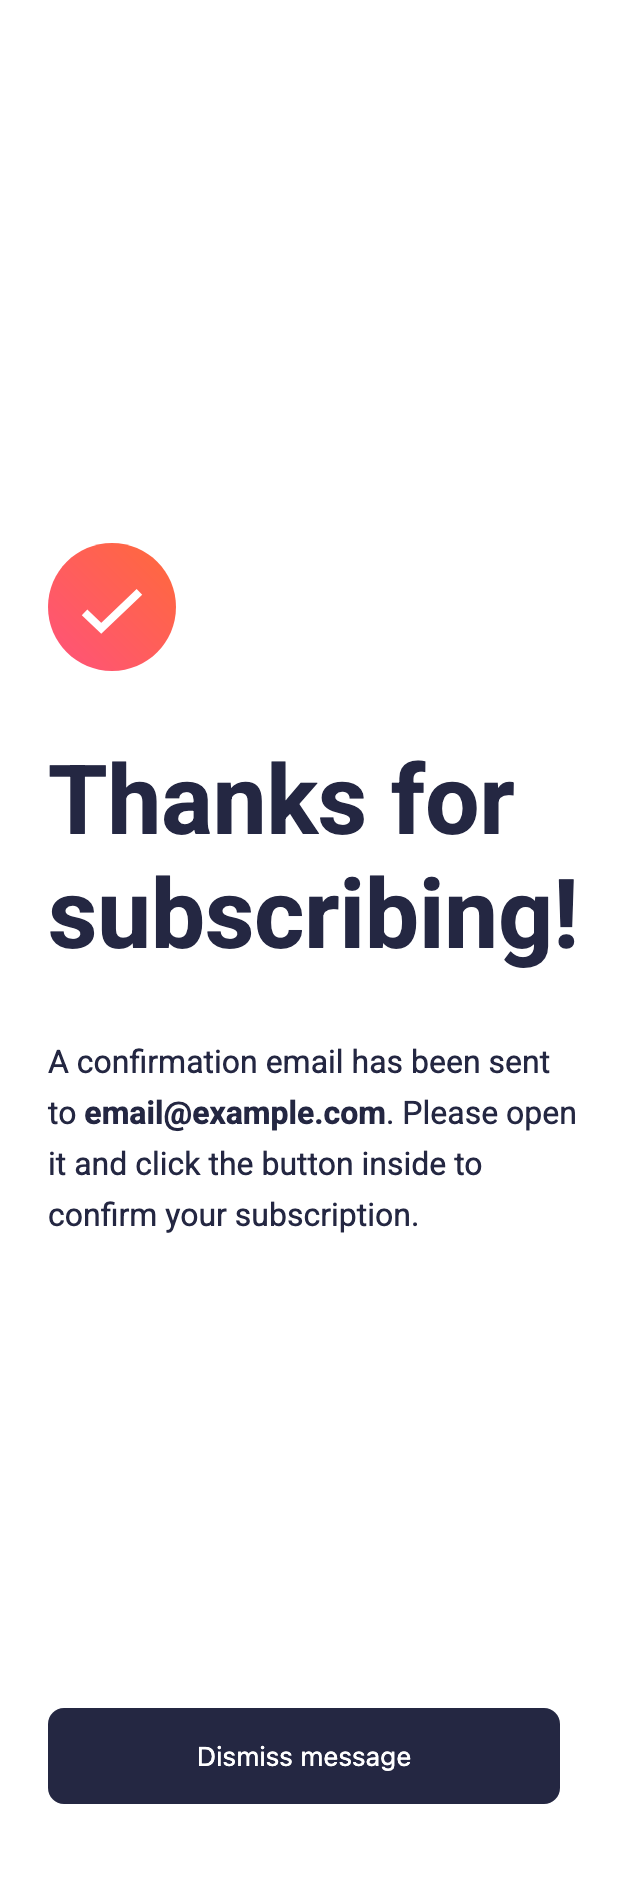 Thanks for
subscribing!
A confirmation email has been sent
to email@example.com. Please open
it and click the button inside to
confirm your subscription.
Dismiss message